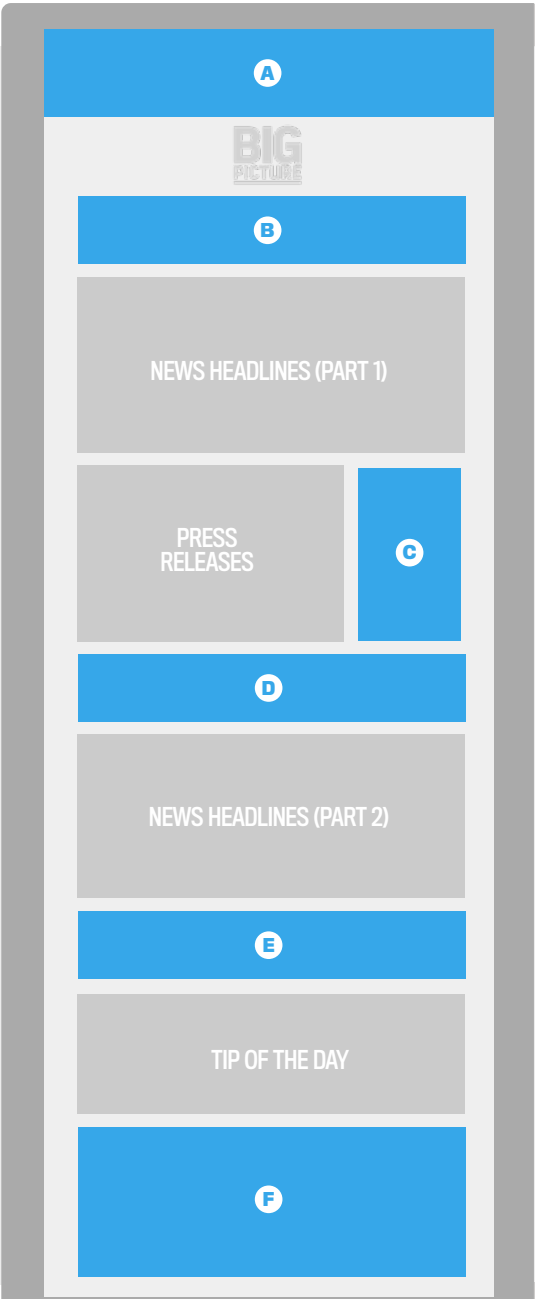 A
BIG
PICTURE
B
NEWS HEADLINES (PART 1)
PRESS
RELEASES
C
D
NEWS HEADLINES (PART 2)
E
TIP OF THE DAY
F